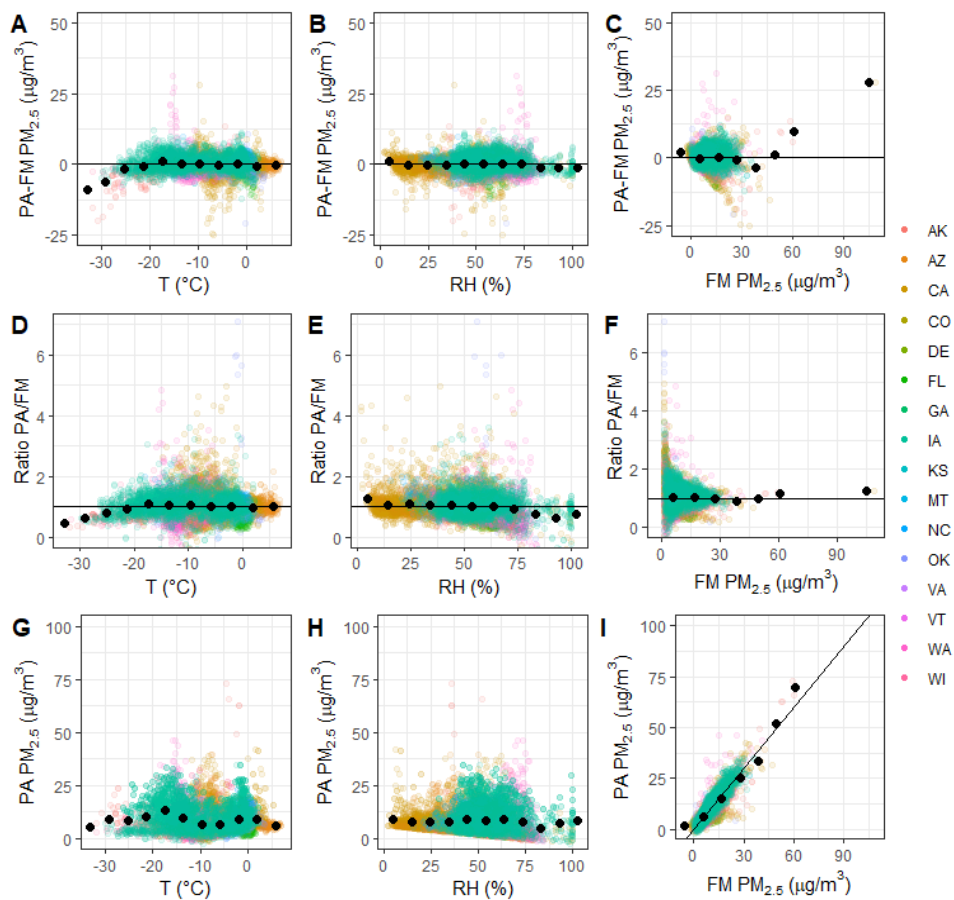 A
B
C
PA-FM PM2.5 (µg/m³)
50
25
0
-25
-30
-20
-10
0
T (°C)
PA-FM PM2.5 (µg/m³)
50
25
0
-25
0
25
50
75
100
RH (%)
PA-FM PM2.5 (µg/m³)
50
25
0
-25
0
30
60
90
FM PM2.5 (µg/m³)
D
E
F
Ratio PA/FM
6
4
2
0
-30
-20
-10
0
T (°C)
Ratio PA/FM
6
4
2
0
0
25
50
75
100
RH (%)
Ratio PA/FM
6
4
2
0
0
30
60
90
FM PM2.5 (µg/m³)
G
H
I
PA PM2.5 (µg/m³)
100
75
50
25
0
-30
-20
-10
0
T (°C)
PA PM2.5 (µg/m³)
100
75
50
25
0
0
25
50
75
100
RH (%)
PA PM2.5 (µg/m³)
100
75
50
25
0
0
30
60
90
FM PM2.5 (µg/m³)
AK
AZ
CA
CO
DE
FL
GA
IA
KS
MT
NC
OK
VA
VT
WA
WI